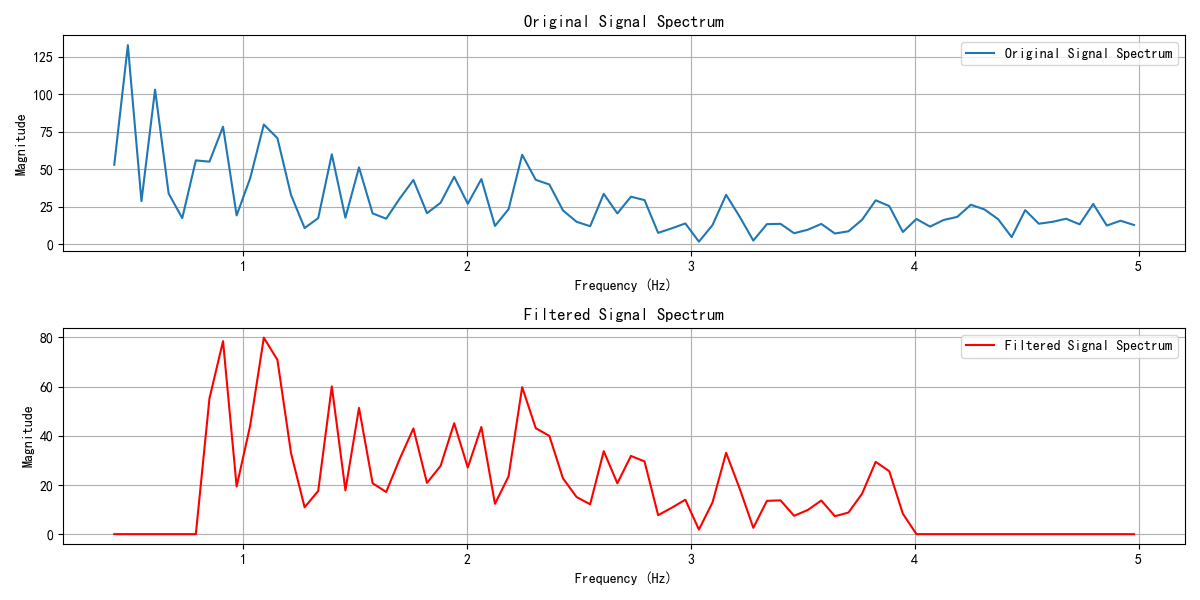 Original Signal Spectrum
Original Signal Spectrum
125
100
75
50
25
0
Magnitude
1 2 3 4 5
Frequency (Hz)
Filtered Signal Spectrum
Filtered Signal Spectrum
80
60
40
20
0
Magnitude
1 2 3 4 5
Frequency (Hz)